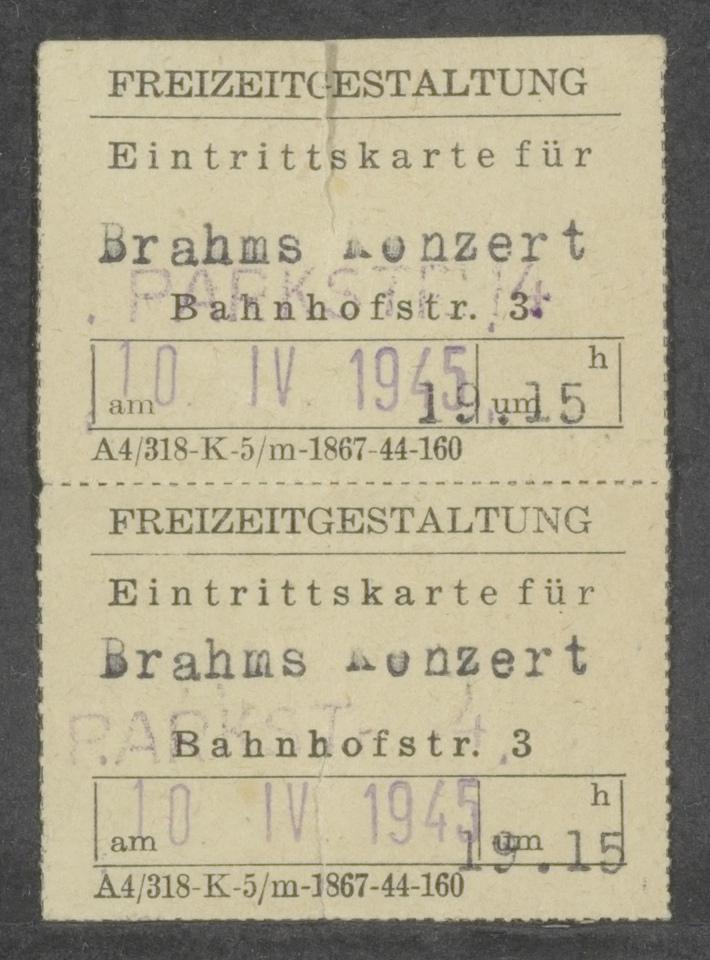 FREIZEITGESTALTUNG
Eintrittskarte für
Brahms Konzert
PARKSTR. 14
Bahnhofstr. 3.
10 IV 1945 h
am um 19.15
A4/318-K-5/m-1867-44-160
FREIZEITGESTALTUNG
Eintrittskarte für
Brahms Konzert
PARKST 4
Bahnhofstr. 3
10 IV 1945 h
am um 19.15
A4/318-K-5/m-1867-44-160